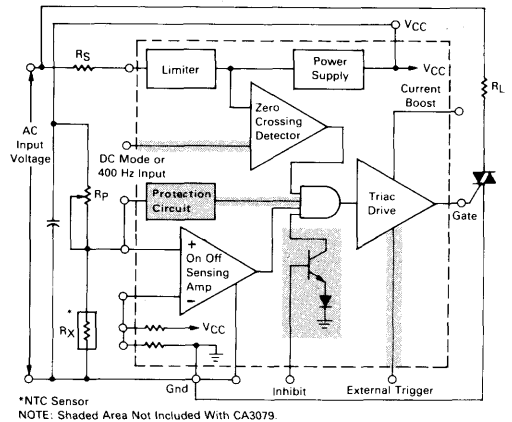 VCC
RS
Limiter
Power
Supply
VCC
RL
Current
Boost
Zero
Crossing
Detector
AC
Input
Voltage
DC Mode or
400 Hz Input
RP
Protection
Circuit
Triac
Drive
Gate
+
On Off
Sensing
Amp
−
RX*
VCC
Gnd
Inhibit
External Trigger
*NTC Sensor
NOTE: Shaded Area Not Included With CA3079.